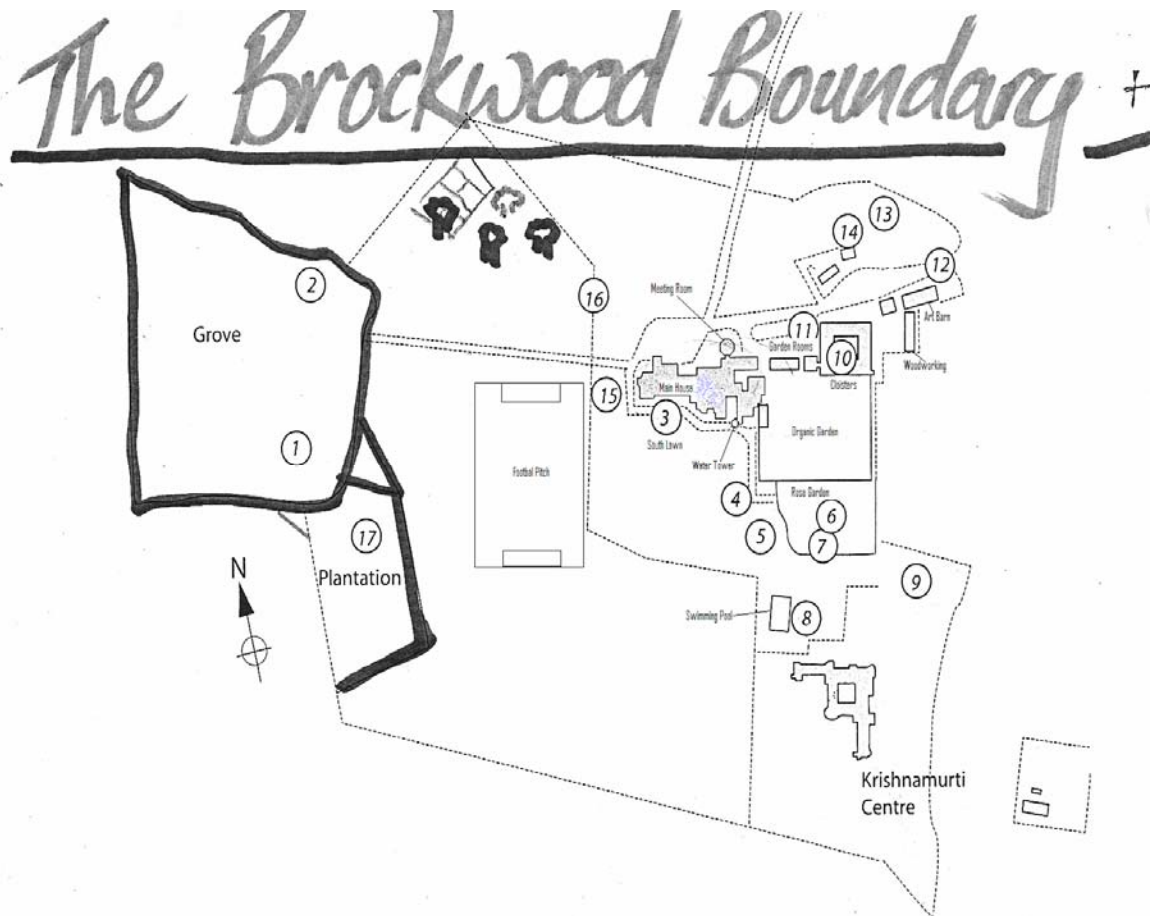 The Brockwood Boundary +
13
14
12
2
Meeting Room
16
Grove
11
Art Barn
Garden Rooms
10
Woodworking
Cloisters
Main House
15
3
Organic Garden
1
South Lawn
Water Tower
Football Pitch
Rose Garden
4
6
17
5
7
N
Plantation
9
Swimming Pool
8
Krishnamurti
Centre